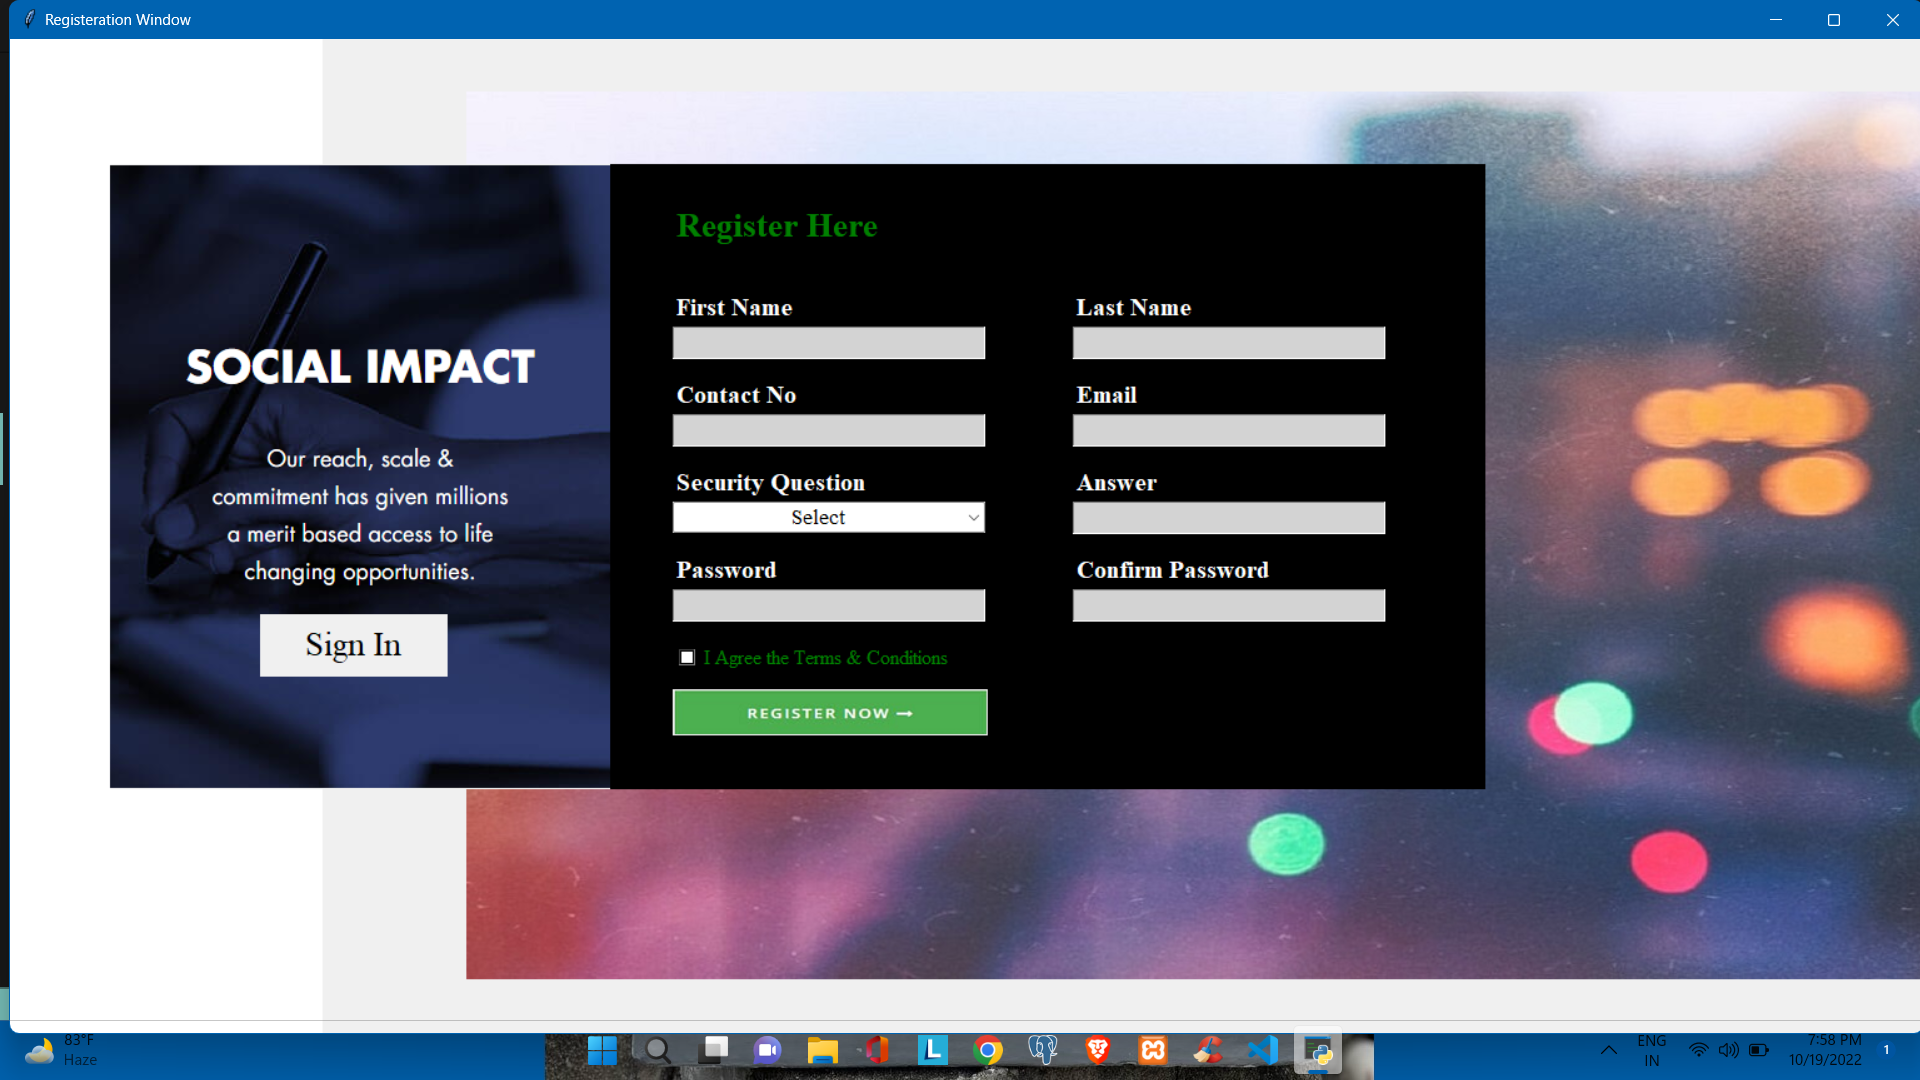 Registeration Window
SOCIAL IMPACT
Our reach, scale &
commitment has given millions
a merit based access to life
changing opportunities.
Sign In
Register Here
First Name
Last Name
Contact No
Email
Security Question
Answer
Select
Password
Confirm Password
I Agree the Terms & Conditions
REGISTER NOW →
83°F
Haze
L
ENG
IN
7:58 PM
10/19/2022
1